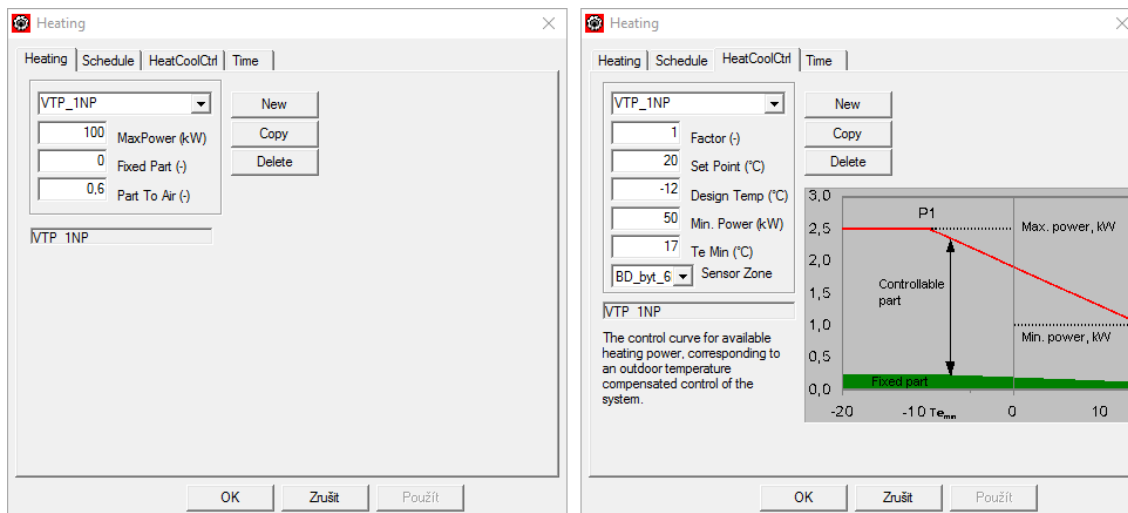 Heating
Heating Schedule HeatCoolCtrl Time
VTP_1NP
New
100 MaxPower (kW)
Copy
0 Fixed Part (-)
Delete
0,6 Part To Air (-)
VTP_1NP
OK Zrušit Použít
Heating
Heating Schedule HeatCoolCtrl Time
VTP_1NP
New
1 Factor (-)
Copy
20 Set Point (°C)
Delete
-12 Design Temp (°C)
50 Min. Power (kW)
17 Te Min (°C)
BD_byt_6 Sensor Zone
VTP_1NP
The control curve for available
heating power, corresponding to
an outdoor temperature
compensated control of the
system.
3,0
P1
2,5
Max. power, kW
2,0
Controllable
part
1,5
1,0
Min. power, kW
0,5
Fixed part
0,0
-20 -10 Temin 0 10
OK Zrušit Použít